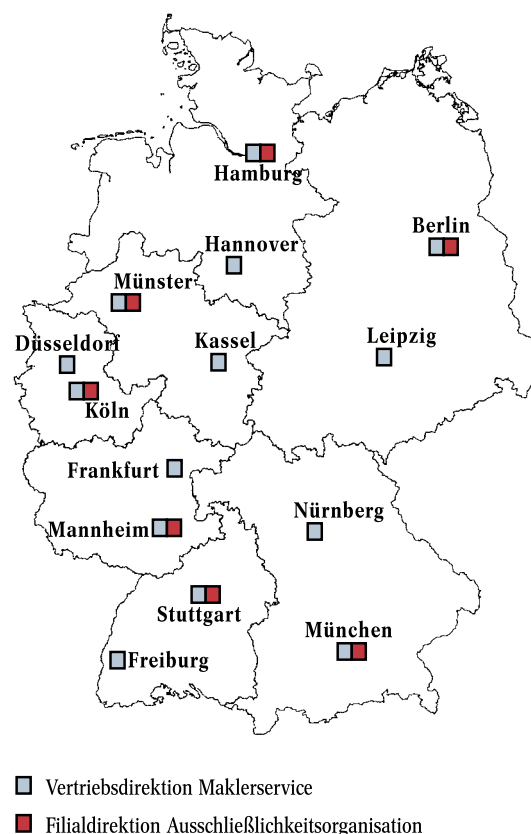 Hamburg
Berlin
Hannover
Münster
Düsseldorf
Kassel
Leipzig
Köln
Frankfurt
Nürnberg
Mannheim
Stuttgart
München
Freiburg
Vertriebsdirektion Maklerservice
Filialdirektion Ausschließlichkeitsorganisation